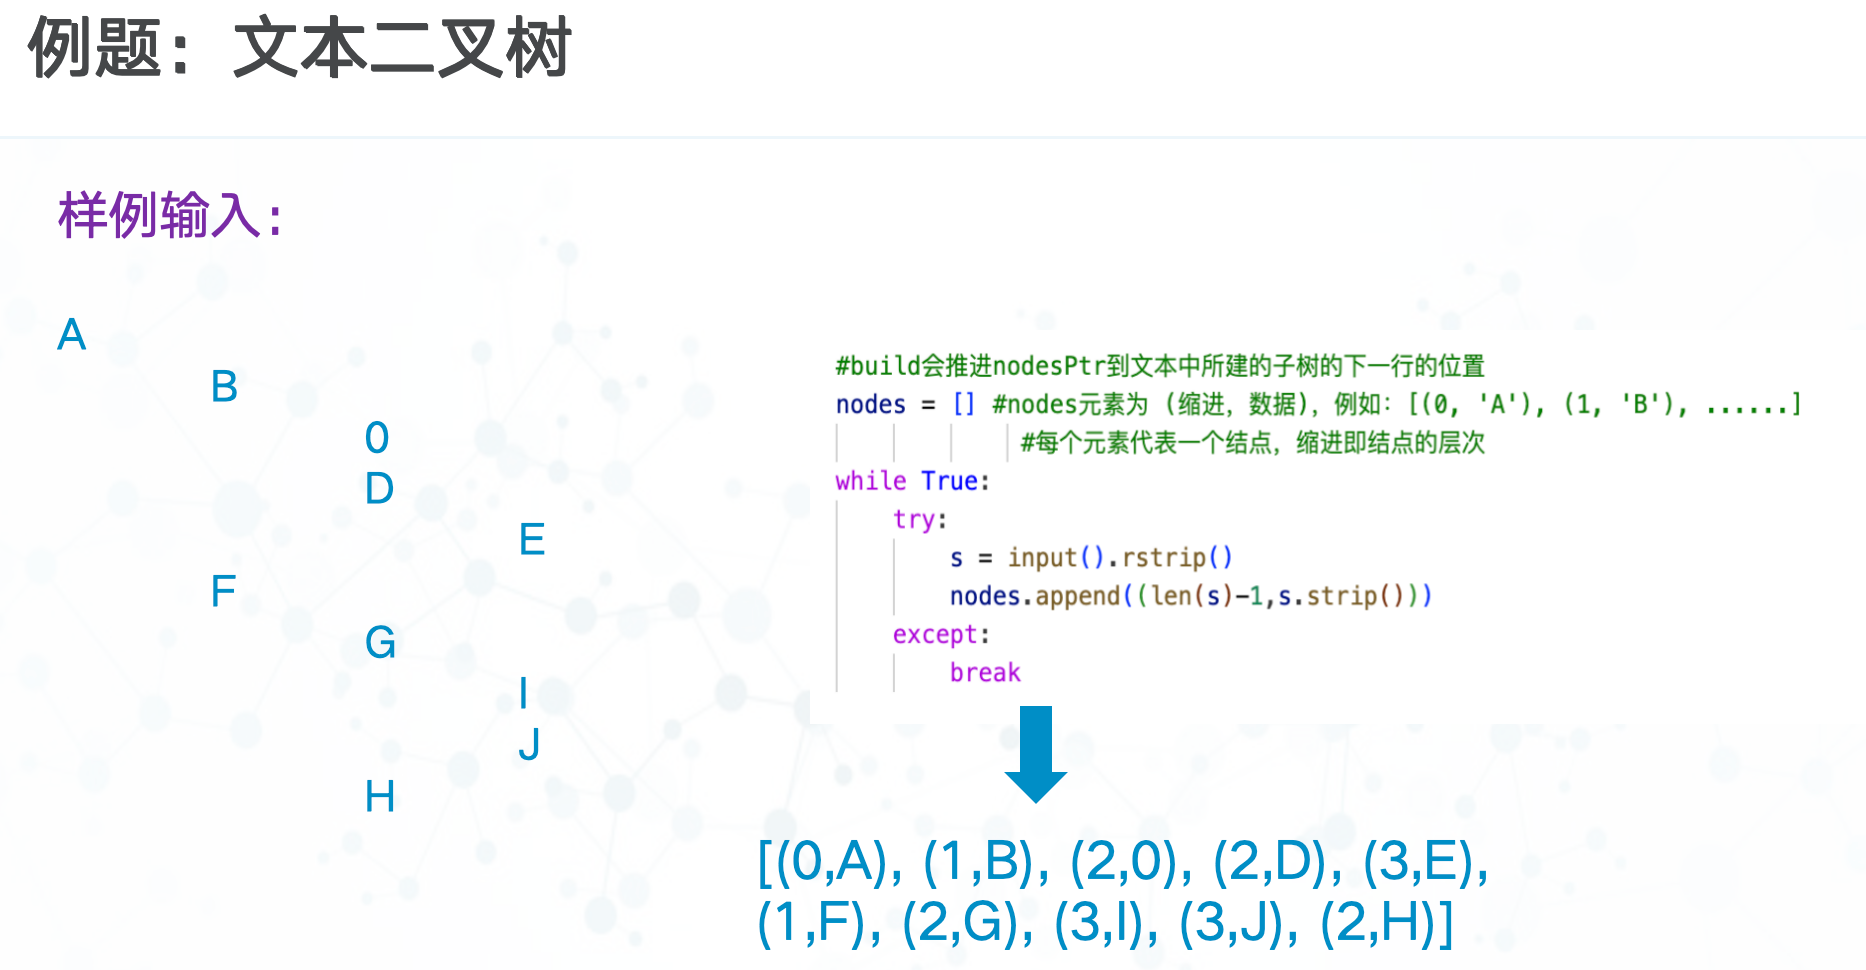 例题：文本二叉树
样例输入：
A
B
0
D
E
F
G
I
J
H
#build会推进nodesPtr到文本中所建的子树的下一行的位置
nodes = [] #nodes元素为（缩进，数据），例如：[(0, 'A'), (1, 'B'), ......]
#每个元素代表一个结点，缩进即结点的层次
while True:
try:
s = input().rstrip()
nodes.append((len(s)-1,s.strip()))
except:
break
[(0,A), (1,B), (2,0), (2,D), (3,E),
(1,F), (2,G), (3,I), (3,J), (2,H)]